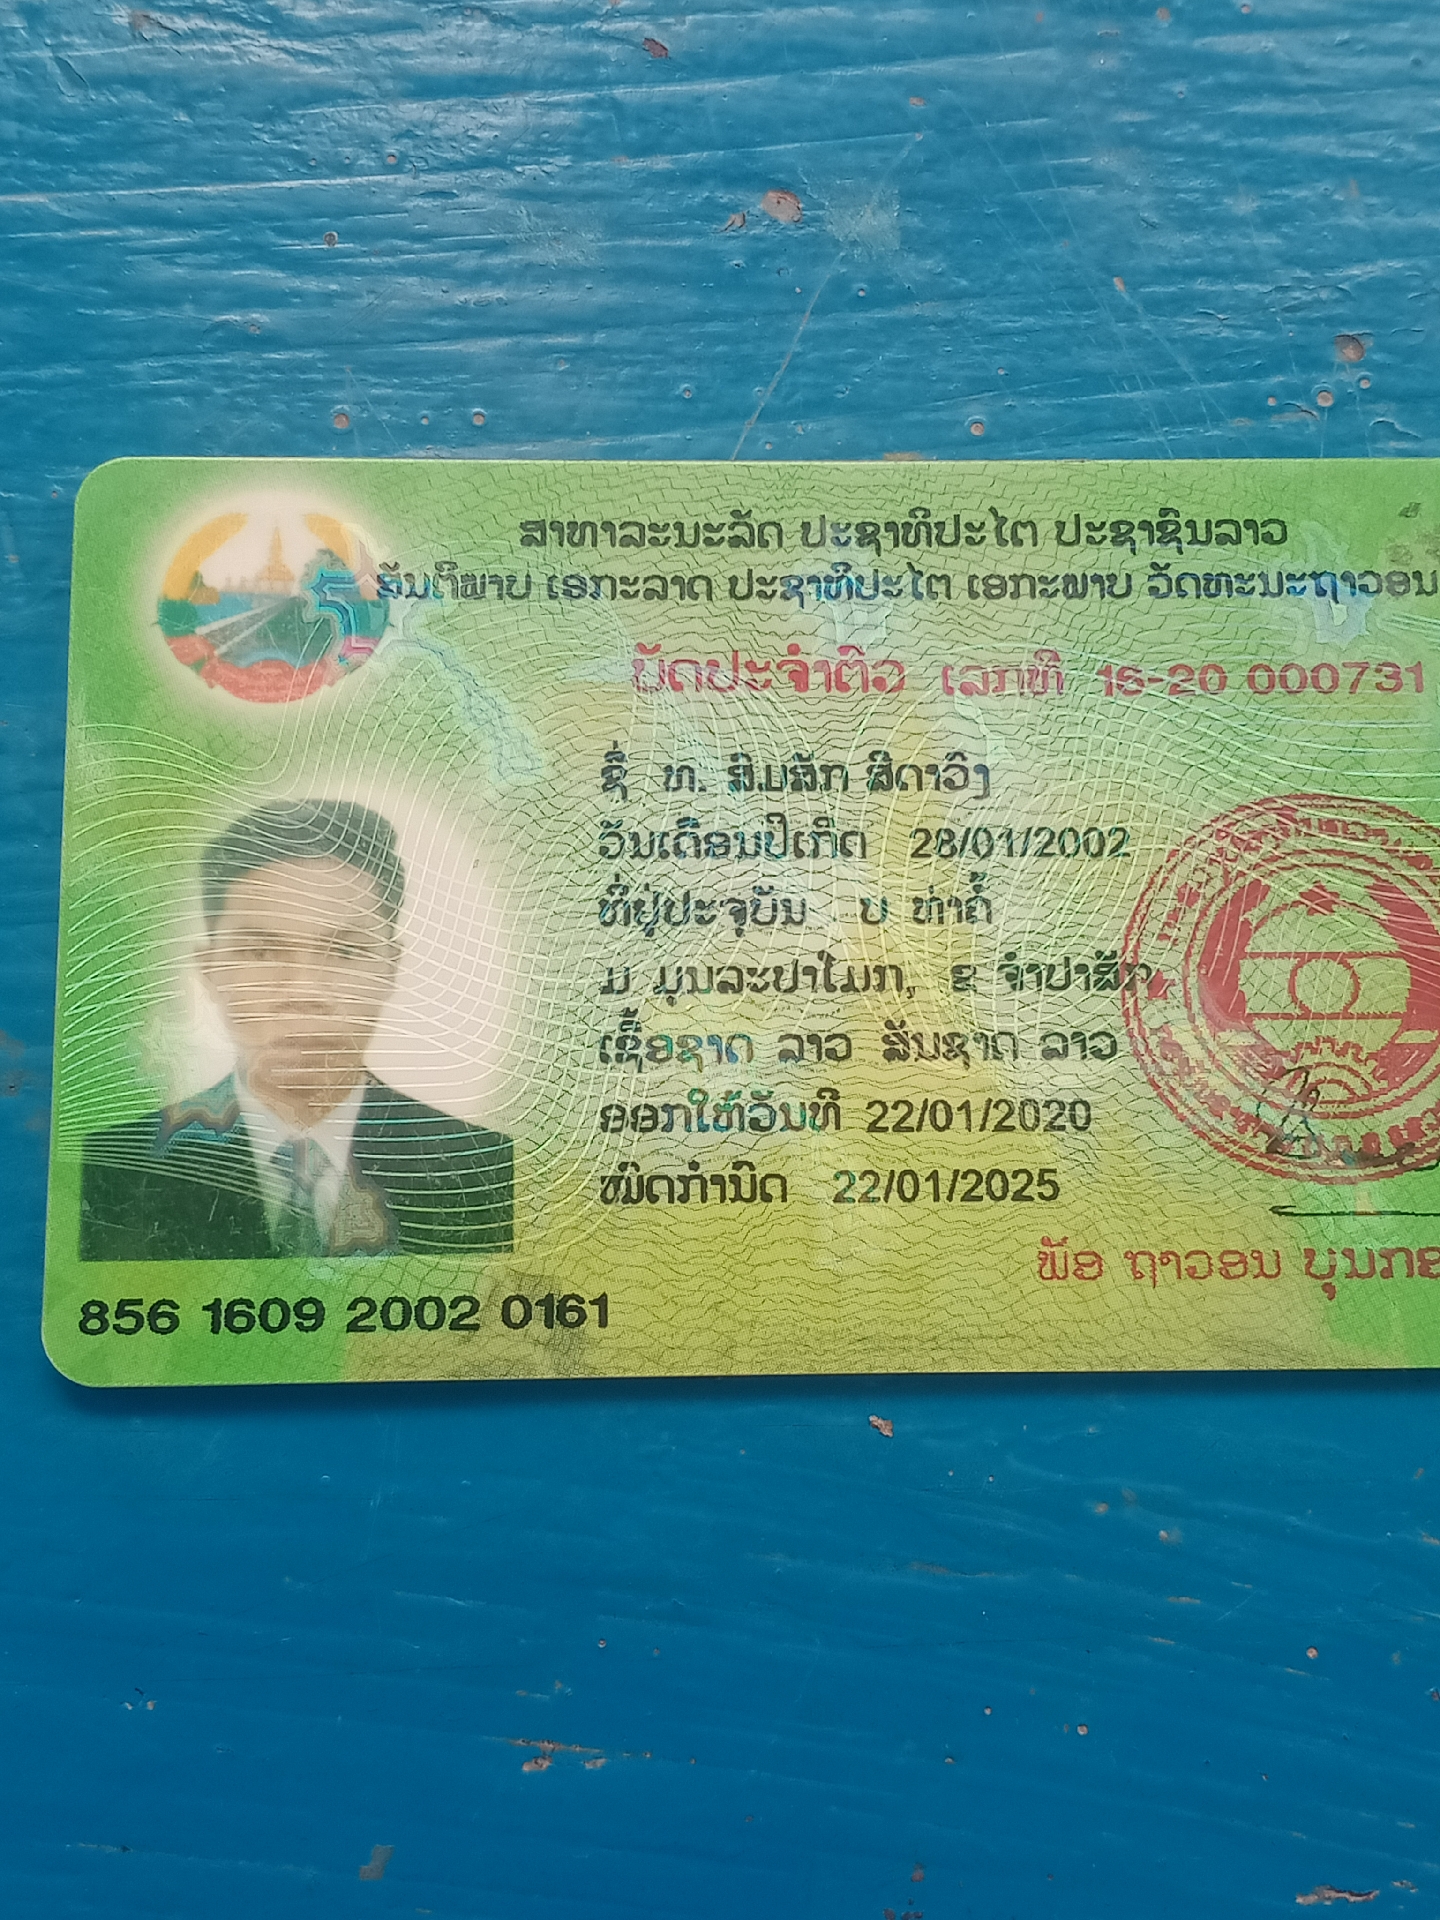 ສາທາລະນະລັດ ປະຊາທິປະໄຕ ປະຊາຊົນລາວ
ສັນຕິພາບ ເອກະລາດ ປະຊາທິປະໄຕ ເອກະພາບ ວັດທະນະຖາວອນ
ບັດປະຈຳຕົວ ເລກທີ 16-20 000731
ຊື່ ທ. ສົມສັກ ສີດາວົງ
ວັນເດືອນປີເກີດ 28/01/2002
ທີ່ຢູ່ປະຈຸບັນ ບ ທ່າຄໍ້
ມ ມຸນລະປາໂມກ, ຂ ຈຳປາສັກ
ເຊື້ອຊາດ ລາວ ສັນຊາດ ລາວ
ອອກໃຫ້ວັນທີ 22/01/2020
ໝົດກຳນົດ 22/01/2025
ພັອ ຖາວອນ
856 1609 2002 0161